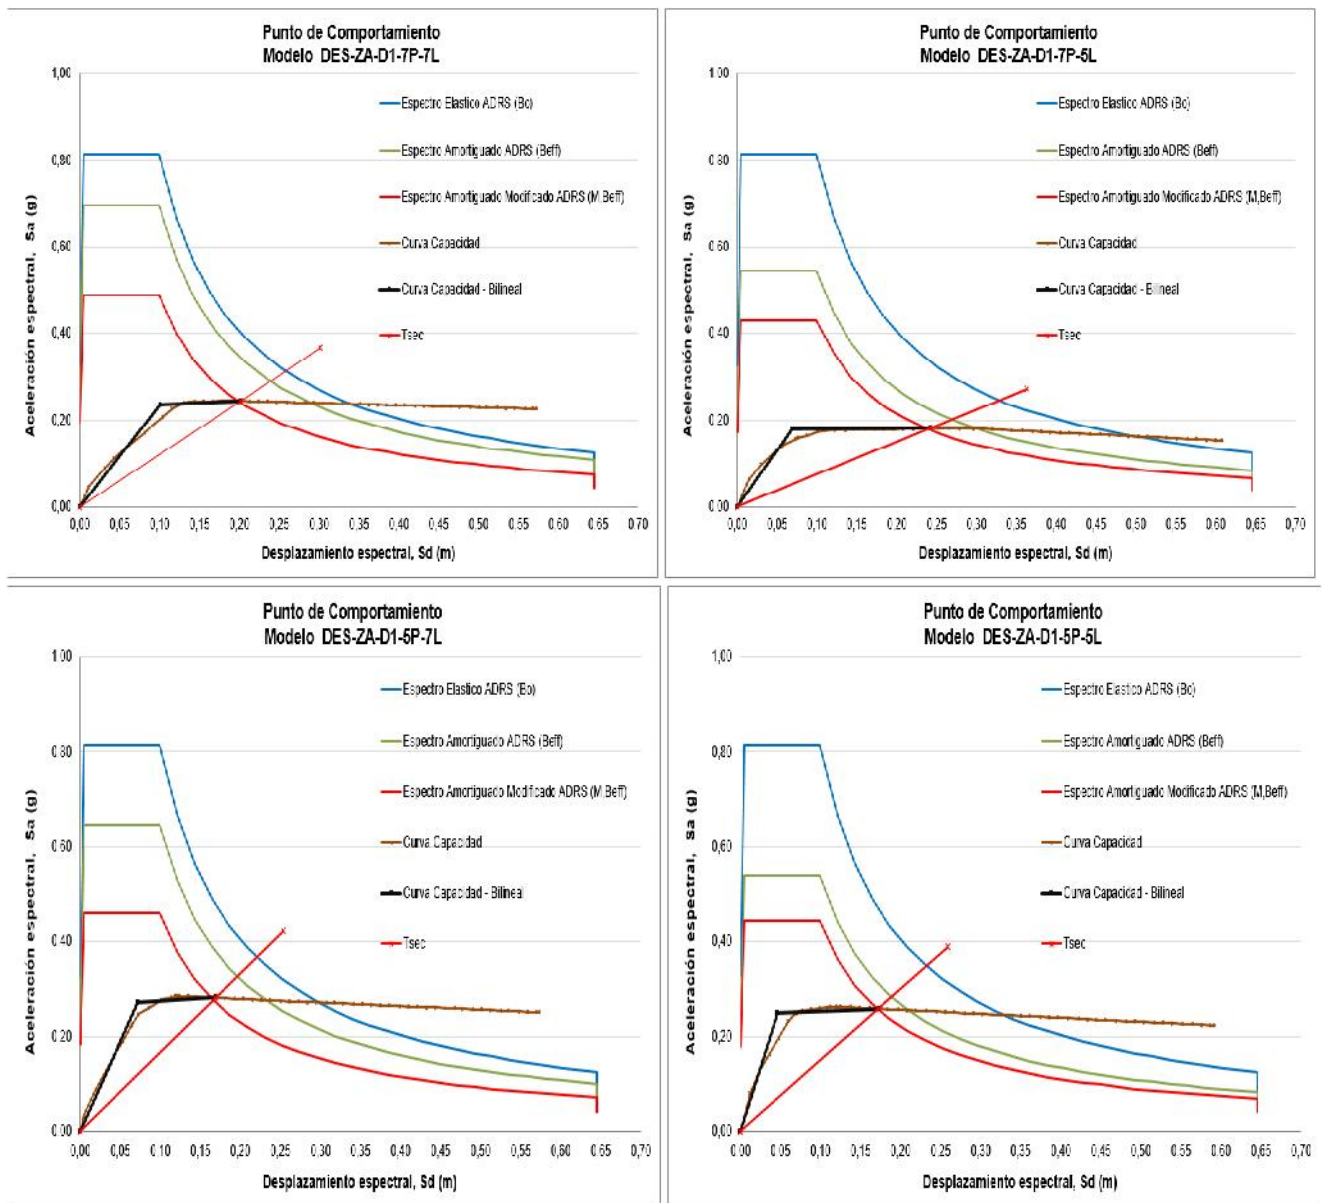 Punto de Comportamiento
Modelo DES-ZA-D1-7P-7L
1,00
0,80
0,60
0,40
0,20
0,00
Aceleración espectral, Sa (g)
Espectro Elastico ADRS (Bo)
Espectro Amortiguado ADRS (Beff)
Espectro Amortiguado Modificado ADRS (M,Beff)
Curva Capacidad
Curva Capacidad - Bilineal
Tsec
0,00 0,05 0,10 0,15 0,20 0,25 0,30 0,35 0,40 0,45 0,50 0,55 0,60 0,65 0,70
Desplazamiento espectral, Sd (m)
Punto de Comportamiento
Modelo DES-ZA-D1-7P-5L
1,00
0,80
0,60
0,40
0,20
0,00
Aceleración espectral, Sa (g)
Espectro Elastico ADRS (Bo)
Espectro Amortiguado ADRS (Beff)
Espectro Amortiguado Modificado ADRS (M,Beff)
Curva Capacidad
Curva Capacidad - Bilineal
Tsec
0,00 0,05 0,10 0,15 0,20 0,25 0,30 0,35 0,40 0,45 0,50 0,55 0,60 0,65 0,70
Desplazamiento espectral, Sd (m)
Punto de Comportamiento
Modelo DES-ZA-D1-5P-7L
1,00
0,80
0,60
0,40
0,20
0,00
Aceleración espectral, Sa (g)
Espectro Elastico ADRS (Bo)
Espectro Amortiguado ADRS (Beff)
Espectro Amortiguado Modificado ADRS (M,Beff)
Curva Capacidad
Curva Capacidad - Bilineal
Tsec
0,00 0,05 0,10 0,15 0,20 0,25 0,30 0,35 0,40 0,45 0,50 0,55 0,60 0,65 0,70
Desplazamiento espectral, Sd (m)
Punto de Comportamiento
Modelo DES-ZA-D1-5P-5L
1,00
0,80
0,60
0,40
0,20
0,00
Aceleración espectral, Sa (g)
Espectro Elastico ADRS (Bo)
Espectro Amortiguado ADRS (Beff)
Espectro Amortiguado Modificado ADRS (M,Beff)
Curva Capacidad
Curva Capacidad - Bilineal
Tsec
0,00 0,05 0,10 0,15 0,20 0,25 0,30 0,35 0,40 0,45 0,50 0,55 0,60 0,65 0,70
Desplazamiento espectral, Sd (m)